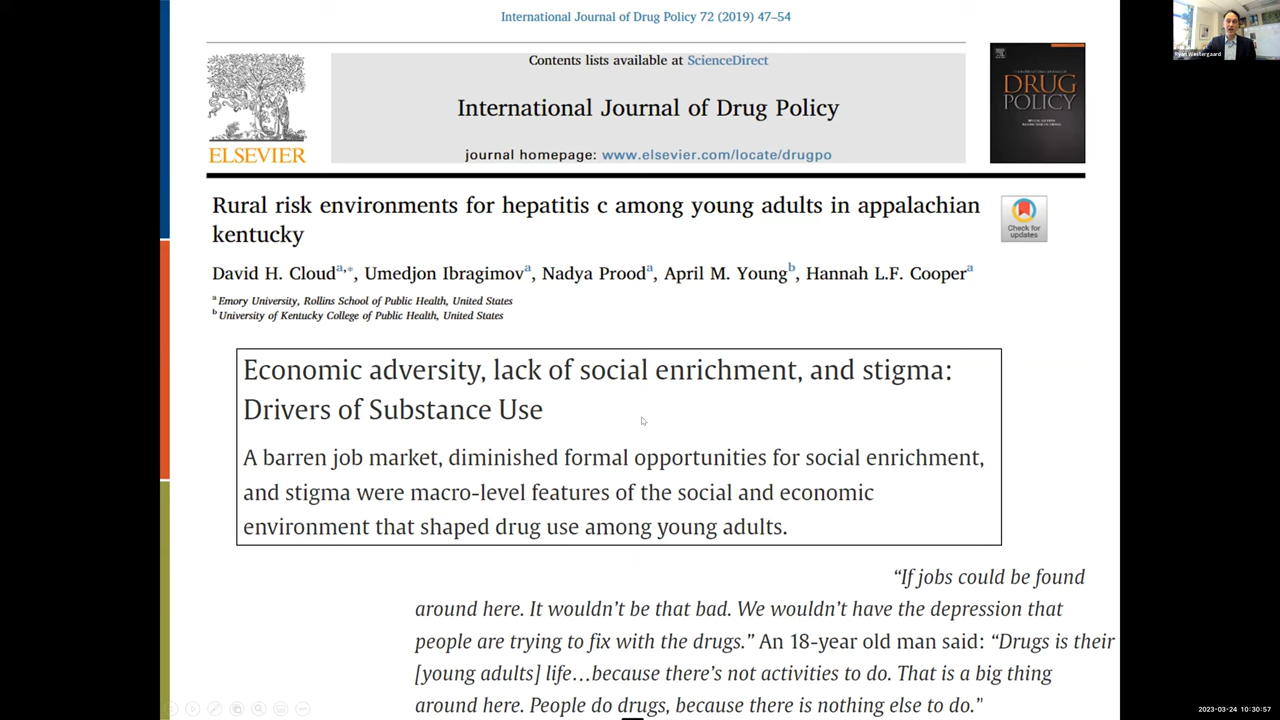 International Journal of Drug Policy 72 (2019) 47–54
Ryan Westergaard
Contents lists available at ScienceDirect
International Journal of Drug Policy
journal homepage: www.elsevier.com/locate/drugpo
ELSEVIER
DRUG
POLICY
Rural risk environments for hepatitis c among young adults in appalachian
kentucky
Check for
updates
David H. Cloudᵃ,*, Umedjon Ibragimovᵃ, Nadya Proodᵃ, April M. Youngᵇ, Hannah L.F. Cooperᵃ
ᵃ Emory University, Rollins School of Public Health, United States
ᵇ University of Kentucky College of Public Health, United States
Economic adversity, lack of social enrichment, and stigma:
Drivers of Substance Use
A barren job market, diminished formal opportunities for social enrichment,
and stigma were macro-level features of the social and economic
environment that shaped drug use among young adults.
“If jobs could be found
around here. It wouldn’t be that bad. We wouldn’t have the depression that
people are trying to fix with the drugs.” An 18-year old man said: “Drugs is their
[young adults] life…because there’s not activities to do. That is a big thing
around here. People do drugs, because there is nothing else to do.”
2023-03-24 10:30:57